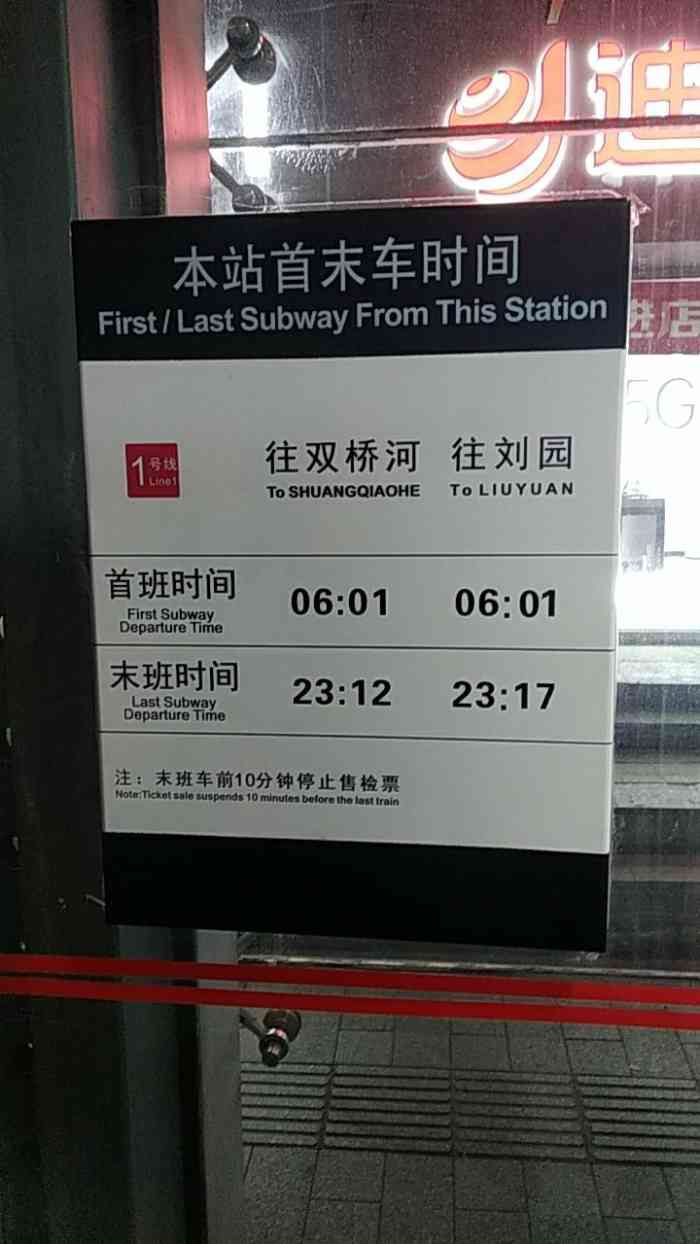 迪
本站首末车时间
First / Last Subway From This Station
进店
5G
1号线
Line1
往双桥河 往刘园
To SHUANGQIAOHE To LIUYUAN
首班时间 06:01 06:01
First Subway
Departure Time
末班时间 23:12 23:17
Last Subway
Departure Time
注：末班车前10分钟停止售检票
Note:Ticket sale suspends 10 minutes before the last train